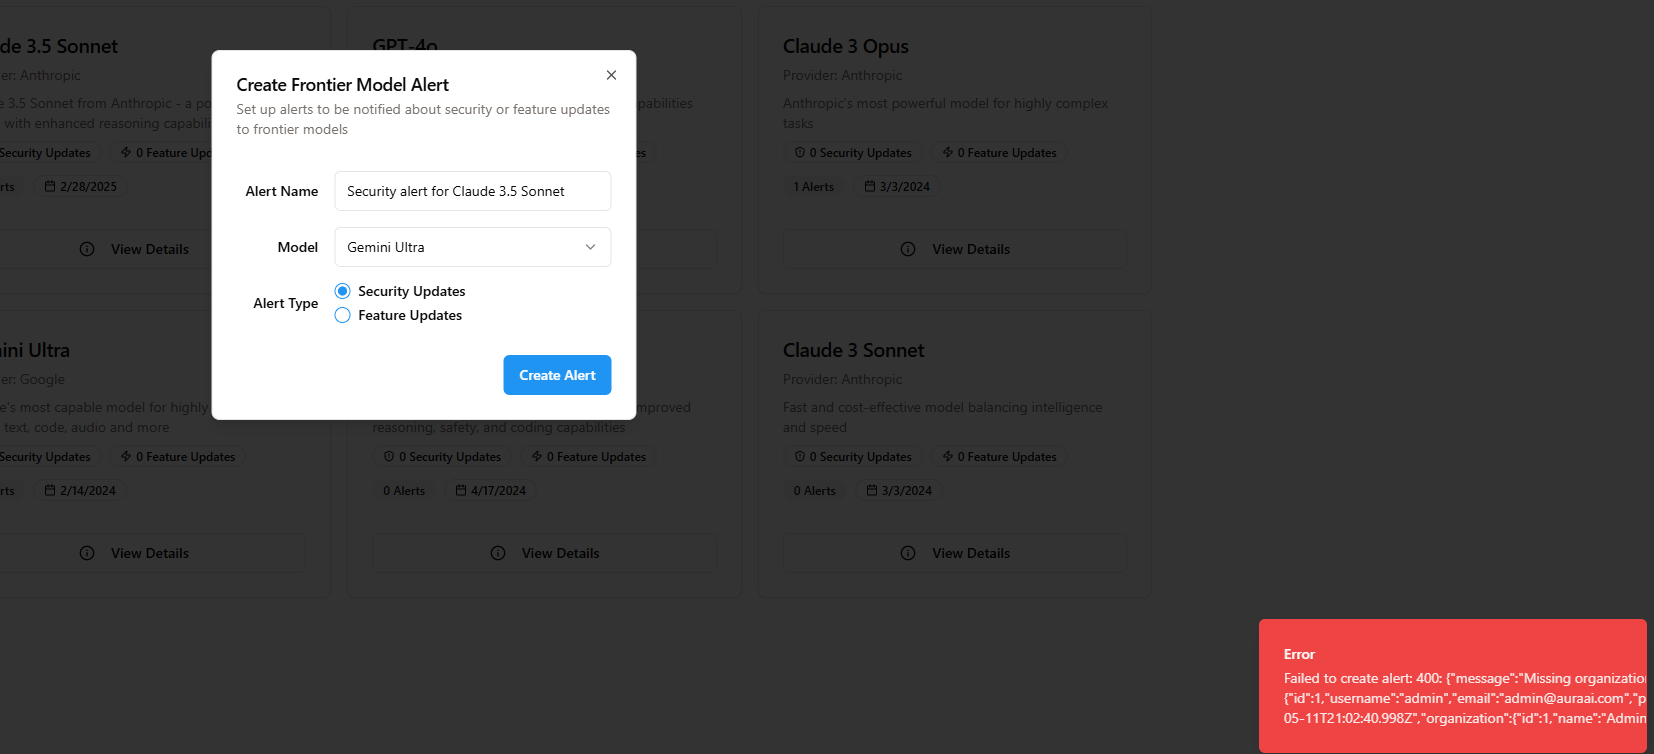 de 3.5 Sonnet
er: Anthropic
e 3.5 Sonnet from Anthropic - a po
with enhanced reasoning capabili
Security Updates
0 Feature Upd
rts
2/28/2025
View Details
GPT-4o
pabilities
es
Claude 3 Opus
Provider: Anthropic
Anthropic's most powerful model for highly complex
tasks
0 Security Updates
0 Feature Updates
1 Alerts
3/3/2024
View Details
Create Frontier Model Alert
Set up alerts to be notified about security or feature updates
to frontier models
Alert Name
Security alert for Claude 3.5 Sonnet
Model
Gemini Ultra
Alert Type
Security Updates
Feature Updates
Create Alert
ini Ultra
er: Google
e's most capable model for highly
text, code, audio and more
Security Updates
0 Feature Updates
rts
2/14/2024
View Details
mproved
reasoning, safety, and coding capabilities
0 Security Updates
0 Feature Updates
0 Alerts
4/17/2024
View Details
Claude 3 Sonnet
Provider: Anthropic
Fast and cost-effective model balancing intelligence
and speed
0 Security Updates
0 Feature Updates
0 Alerts
3/3/2024
View Details
Error
Failed to create alert: 400: {"message":"Missing organizatio
{"id":1,"username":"admin","email":"admin@auraai.com","p
05-11T21:02:40.998Z","organization":{"id":1,"name":"Admin